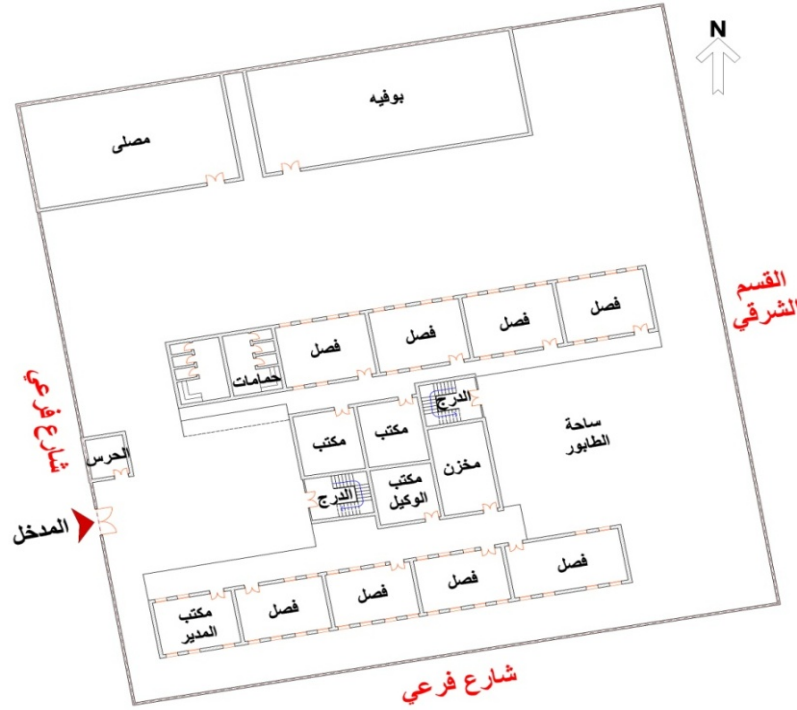 N
بوفيه
مصلى
القسم
الشرقي
فصل
فصل
فصل
فصل
حمامات
شارع فرعي
الدرج
ساحة
الطابور
مكتب
مكتب
الحرس
مخزن
مكتب
الوكيل
الدرج
المدخل
فصل
فصل
فصل
فصل
مكتب
المدير
شارع فرعي